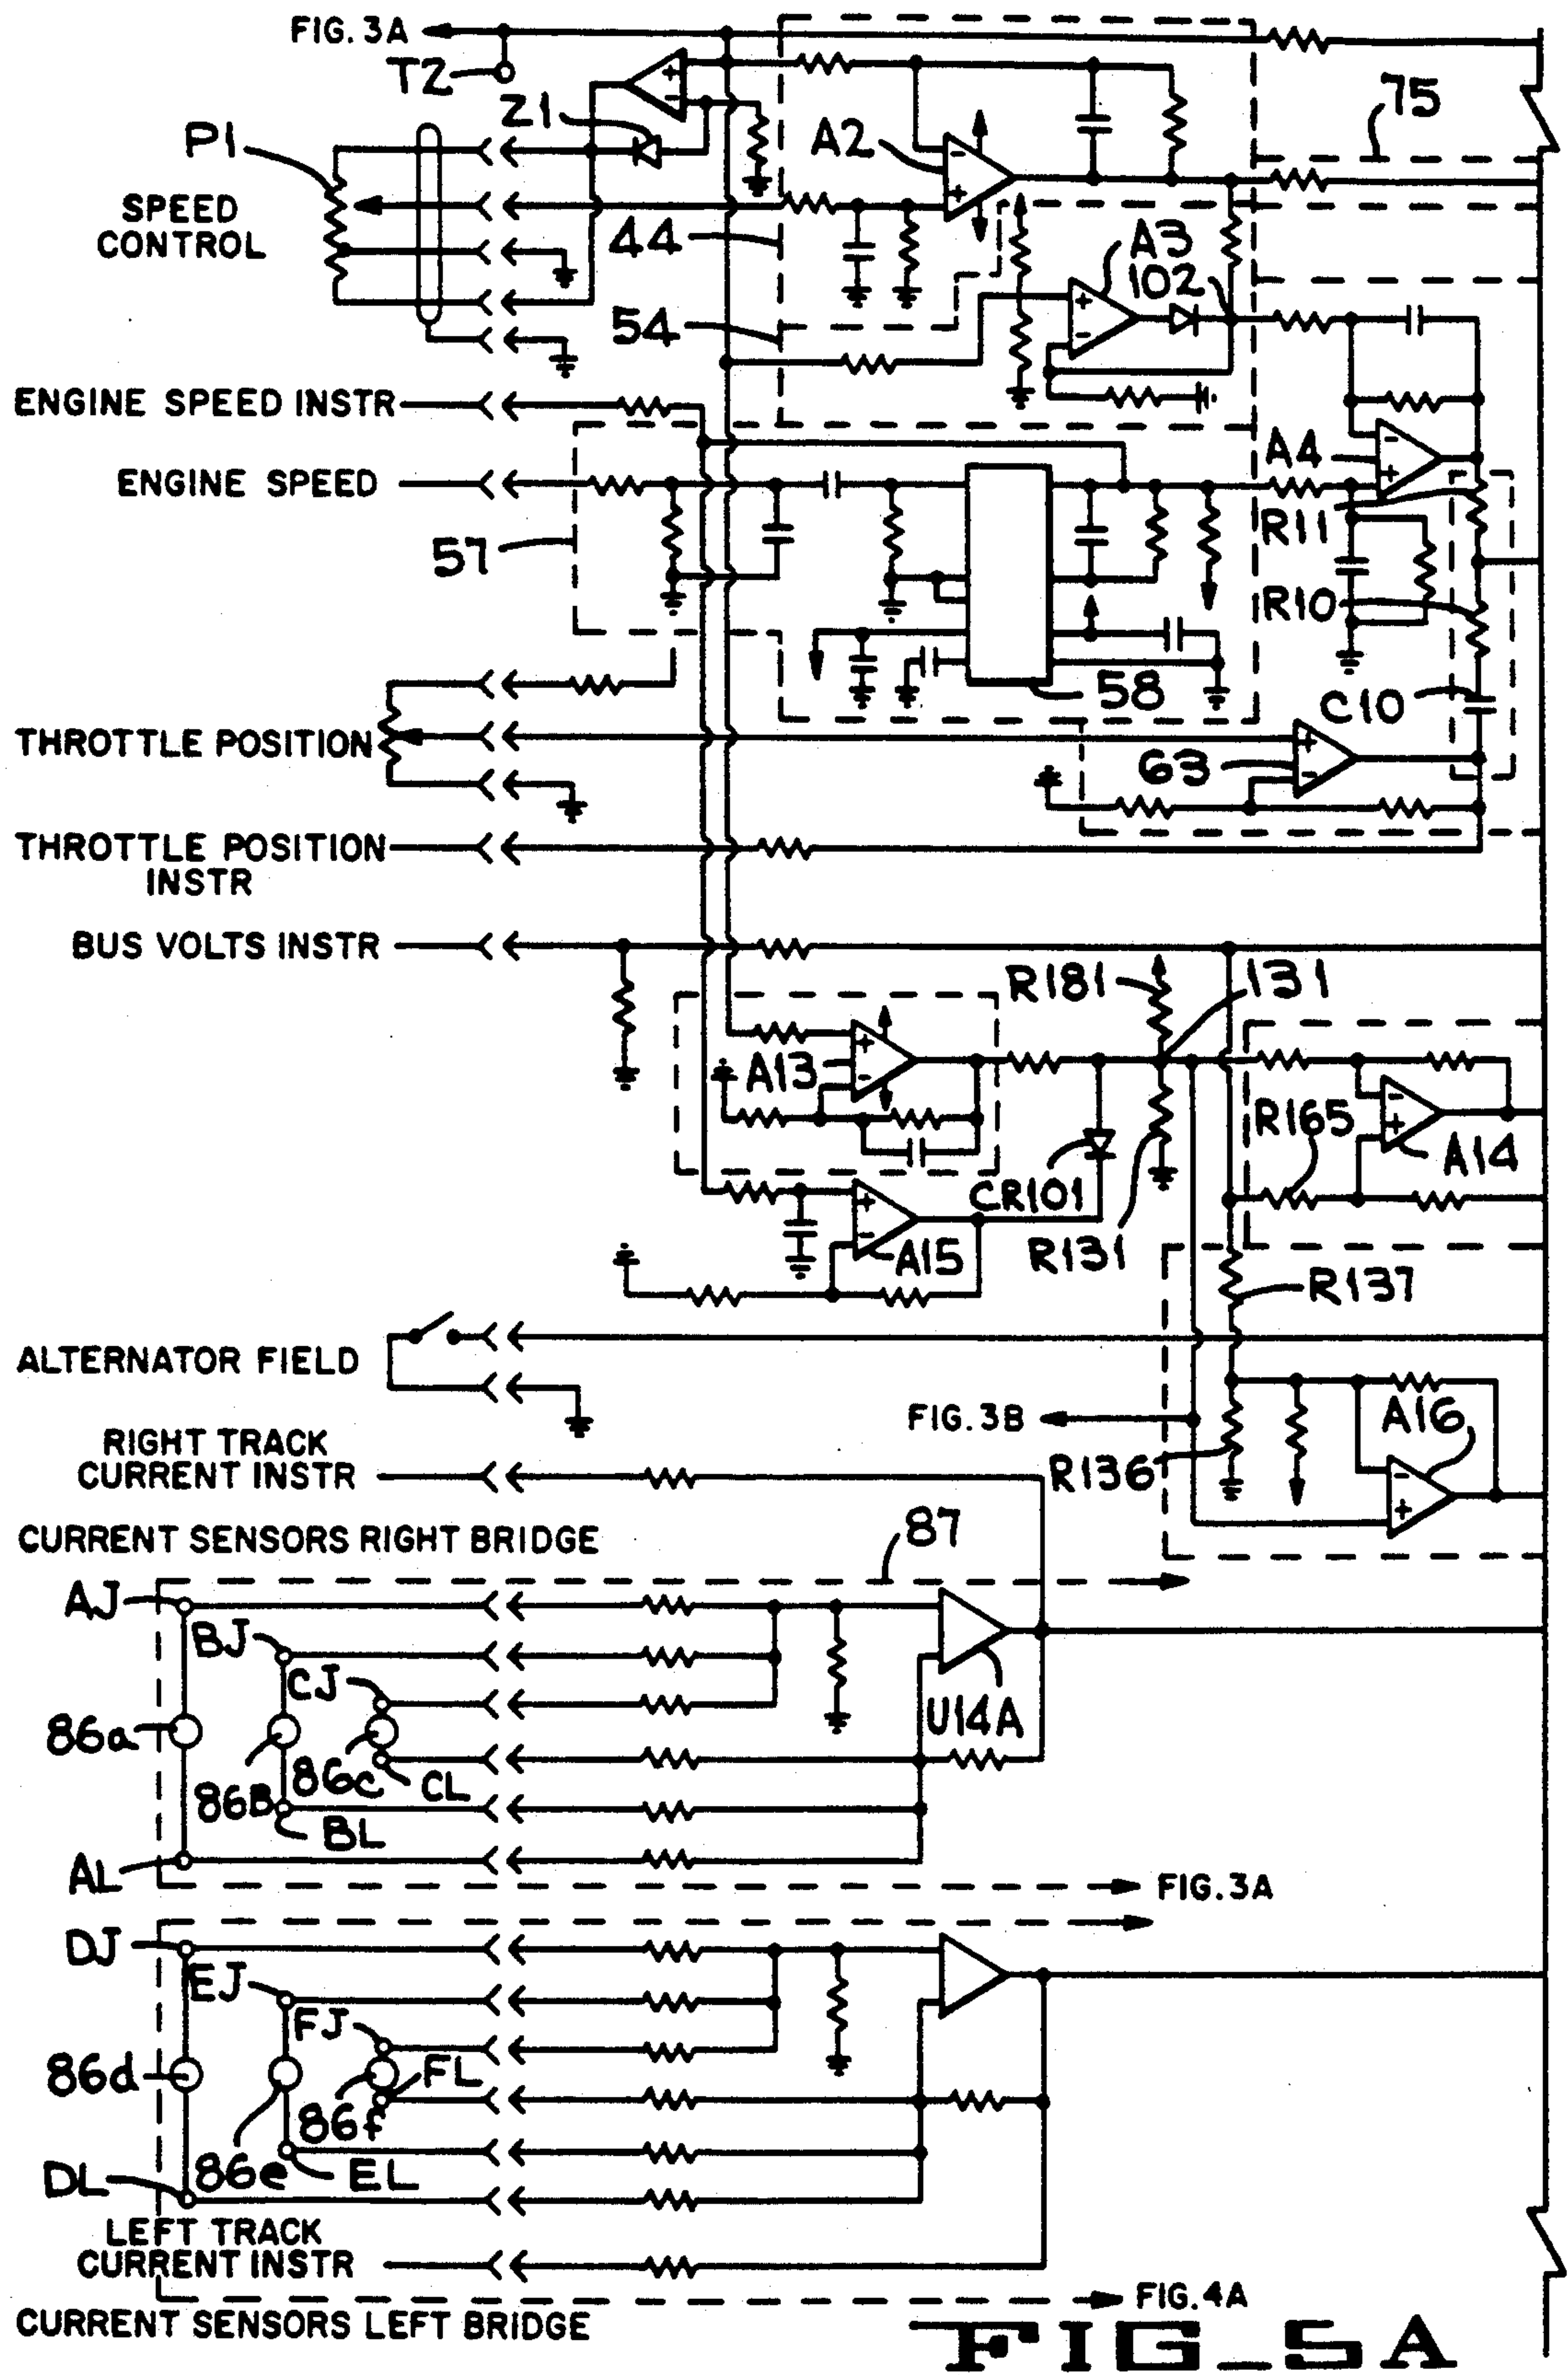 FIG. 3A
T2
Z1
75
P1
A2
SPEED
CONTROL
44
A3
102
54
ENGINE SPEED INSTR
A4
ENGINE SPEED
R11
57
R10
58
C10
THROTTLE POSITION
63
THROTTLE POSITION
INSTR
BUS VOLTS INSTR
R181
131
A13
R165
A14
CR101
R131
A15
R137
ALTERNATOR FIELD
FIG. 3B
A16
RIGHT TRACK
CURRENT INSTR
R136
CURRENT SENSORS RIGHT BRIDGE
87
AJ
BJ
CJ
U14A
86a
86B
86c
CL
BL
AL
FIG. 3A
DJ
EJ
FJ
86d
FL
86f
86e
EL
DL
LEFT TRACK
CURRENT INSTR
FIG. 4A
CURRENT SENSORS LEFT BRIDGE
FIG_5A